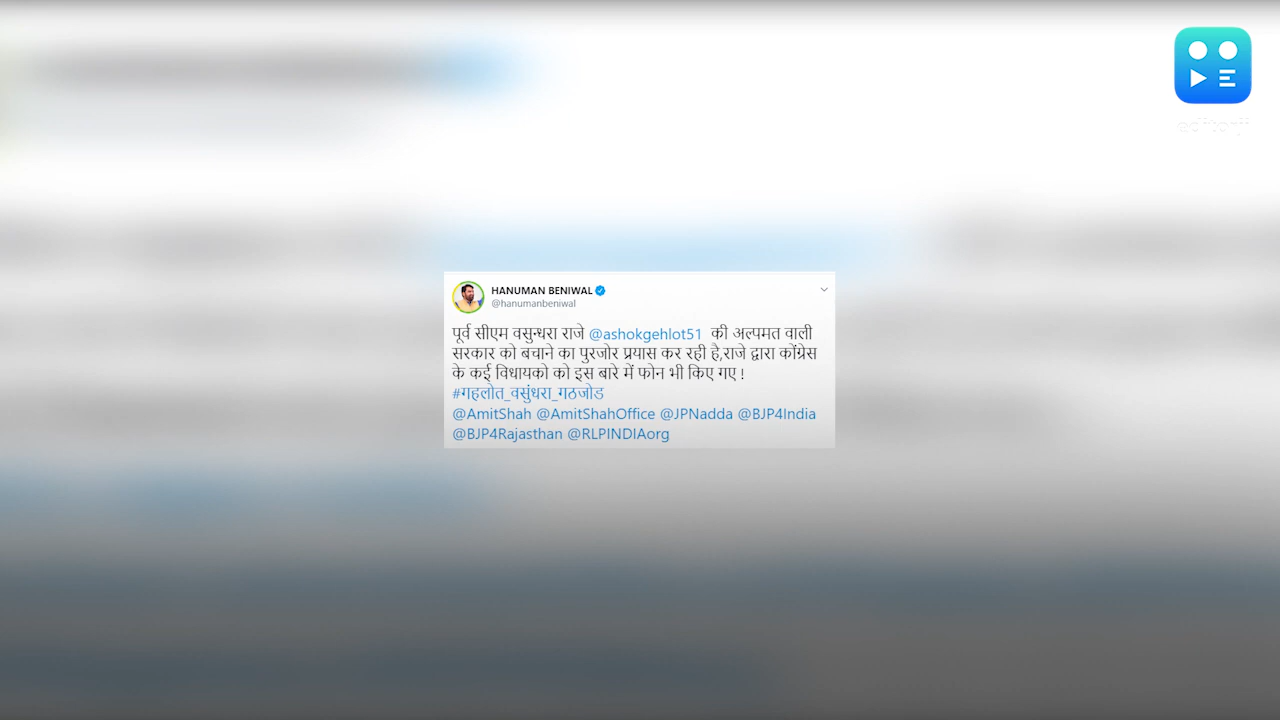 HANUMAN BENIWAL
@hanumanbeniwal
पूर्व सीएम वसुन्धरा राजे @ashokgehlot51 की अल्पमत वाली
सरकार को बचाने का पुरजोर प्रयास कर रही है,राजे द्वारा कोंग्रेस
के कई विधायको को इस बारे में फोन भी किए गए !
#गहलोत_वसुंधरा_गठजोड
@AmitShah @AmitShahOffice @JPNadda @BJP4India
@BJP4Rajasthan @RLPINDIAorg